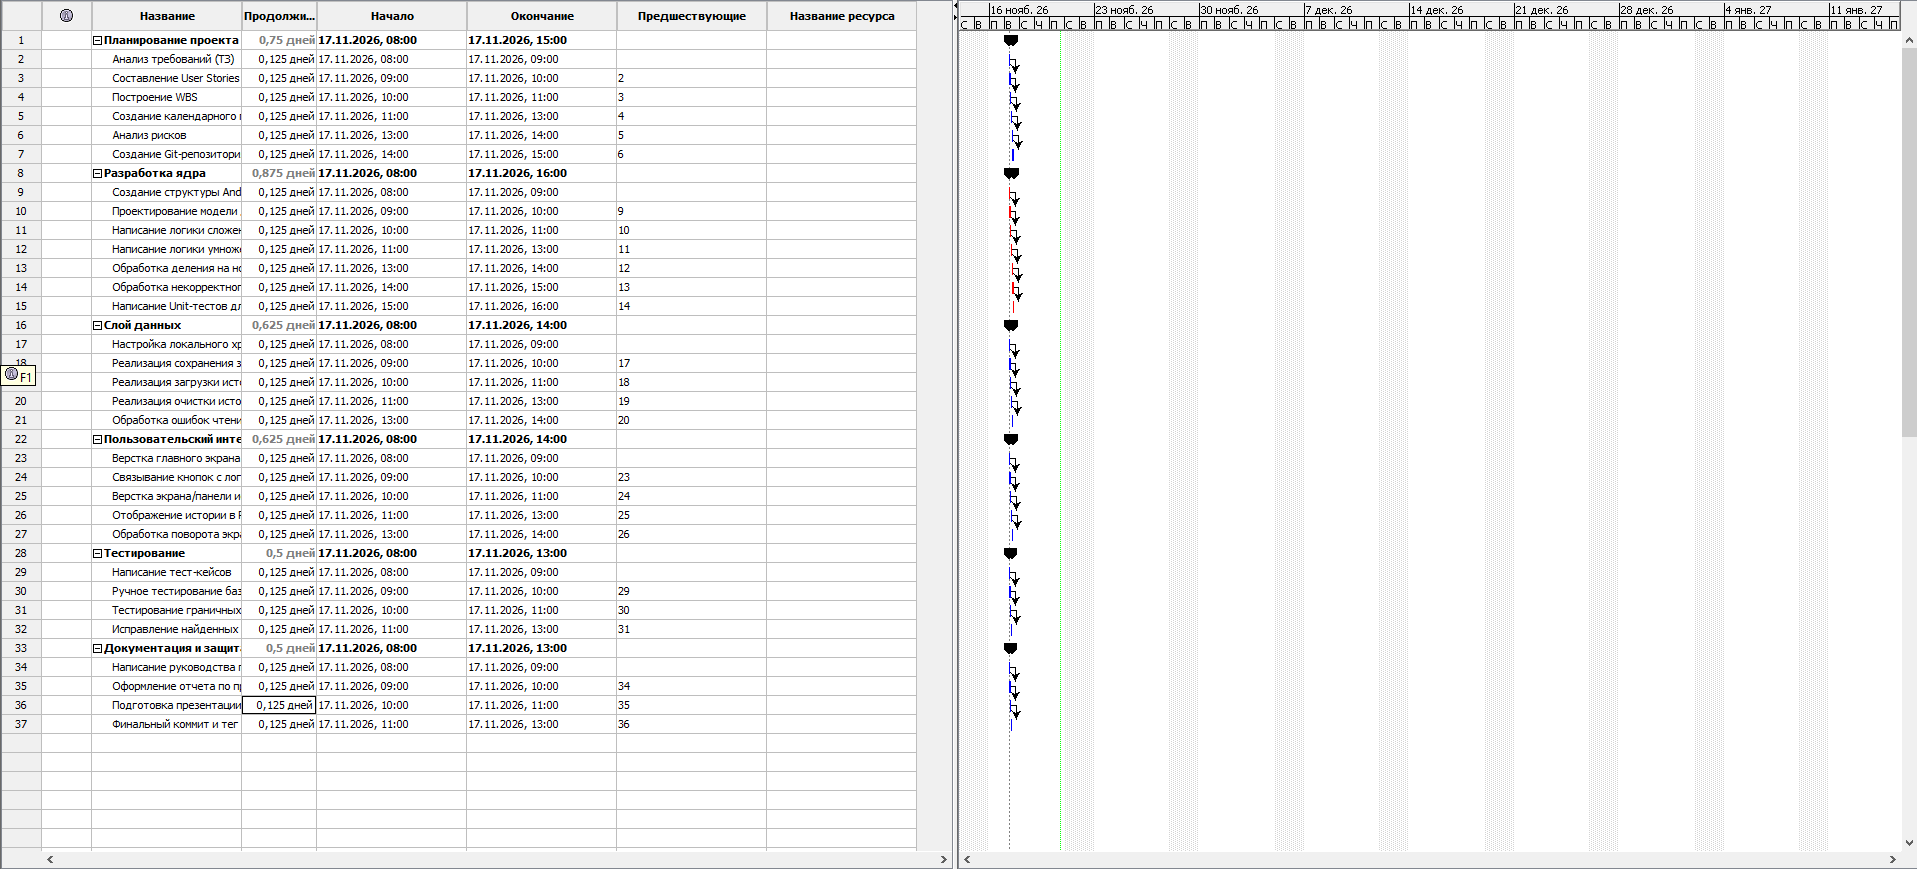 Название Продолжи... Начало Окончание Предшествующие Название ресурса
1 Планирование проекта 0,75 дней 17.11.2026, 08:00 17.11.2026, 15:00
2 Анализ требований (ТЗ) 0,125 дней 17.11.2026, 08:00 17.11.2026, 09:00
3 Составление User Stories 0,125 дней 17.11.2026, 09:00 17.11.2026, 10:00 2
4 Построение WBS 0,125 дней 17.11.2026, 10:00 17.11.2026, 11:00 3
5 Создание календарного 0,125 дней 17.11.2026, 11:00 17.11.2026, 13:00 4
6 Анализ рисков 0,125 дней 17.11.2026, 13:00 17.11.2026, 14:00 5
7 Создание Git-репозитори 0,125 дней 17.11.2026, 14:00 17.11.2026, 15:00 6
8 Разработка ядра 0,875 дней 17.11.2026, 08:00 17.11.2026, 16:00
9 Создание структуры And 0,125 дней 17.11.2026, 08:00 17.11.2026, 09:00
10 Проектирование модели 0,125 дней 17.11.2026, 09:00 17.11.2026, 10:00 9
11 Написание логики сложен 0,125 дней 17.11.2026, 10:00 17.11.2026, 11:00 10
12 Написание логики умнож 0,125 дней 17.11.2026, 11:00 17.11.2026, 13:00 11
13 Обработка деления на но 0,125 дней 17.11.2026, 13:00 17.11.2026, 14:00 12
14 Обработка некорректног 0,125 дней 17.11.2026, 14:00 17.11.2026, 15:00 13
15 Написание Unit-тестов дл 0,125 дней 17.11.2026, 15:00 17.11.2026, 16:00 14
16 Слой данных 0,625 дней 17.11.2026, 08:00 17.11.2026, 14:00
17 Настройка локального хр 0,125 дней 17.11.2026, 08:00 17.11.2026, 09:00
18 Реализация сохранения з 0,125 дней 17.11.2026, 09:00 17.11.2026, 10:00 17
F1 Реализация загрузки ист 0,125 дней 17.11.2026, 10:00 17.11.2026, 11:00 18
20 Реализация очистки исто 0,125 дней 17.11.2026, 11:00 17.11.2026, 13:00 19
21 Обработка ошибок чтени 0,125 дней 17.11.2026, 13:00 17.11.2026, 14:00 20
22 Пользовательский инте 0,625 дней 17.11.2026, 08:00 17.11.2026, 14:00
23 Верстка главного экрана 0,125 дней 17.11.2026, 08:00 17.11.2026, 09:00
24 Связывание кнопок с лог 0,125 дней 17.11.2026, 09:00 17.11.2026, 10:00 23
25 Верстка экрана/панели и 0,125 дней 17.11.2026, 10:00 17.11.2026, 11:00 24
26 Отображение истории в R 0,125 дней 17.11.2026, 11:00 17.11.2026, 13:00 25
27 Обработка поворота экра 0,125 дней 17.11.2026, 13:00 17.11.2026, 14:00 26
28 Тестирование 0,5 дней 17.11.2026, 08:00 17.11.2026, 13:00
29 Написание тест-кейсов 0,125 дней 17.11.2026, 08:00 17.11.2026, 09:00
30 Ручное тестирование баз 0,125 дней 17.11.2026, 09:00 17.11.2026, 10:00 29
31 Тестирование граничных 0,125 дней 17.11.2026, 10:00 17.11.2026, 11:00 30
32 Исправление найденных 0,125 дней 17.11.2026, 11:00 17.11.2026, 13:00 31
33 Документация и защит 0,5 дней 17.11.2026, 08:00 17.11.2026, 13:00
34 Написание руководства п 0,125 дней 17.11.2026, 08:00 17.11.2026, 09:00
35 Оформление отчета по п 0,125 дней 17.11.2026, 09:00 17.11.2026, 10:00 34
36 Подготовка презентации 0,125 дней 17.11.2026, 10:00 17.11.2026, 11:00 35
37 Финальный коммит и тег 0,125 дней 17.11.2026, 11:00 17.11.2026, 13:00 36
16 нояб. 26 23 нояб. 26 30 нояб. 26 7 дек. 26 14 дек. 26 21 дек. 26 28 дек. 26 4 янв. 27 11 янв. 27
С В П В С Ч П С В П В С Ч П С В П В С Ч П С В П В С Ч П С В П В С Ч П С В П В С Ч П С В П В С Ч П С В П В С Ч П С В П В С Ч П